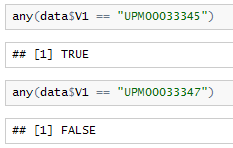 any(data$V1 == "UPM00033345")
## [1] TRUE
any(data$V1 == "UPM00033347")
## [1] FALSE